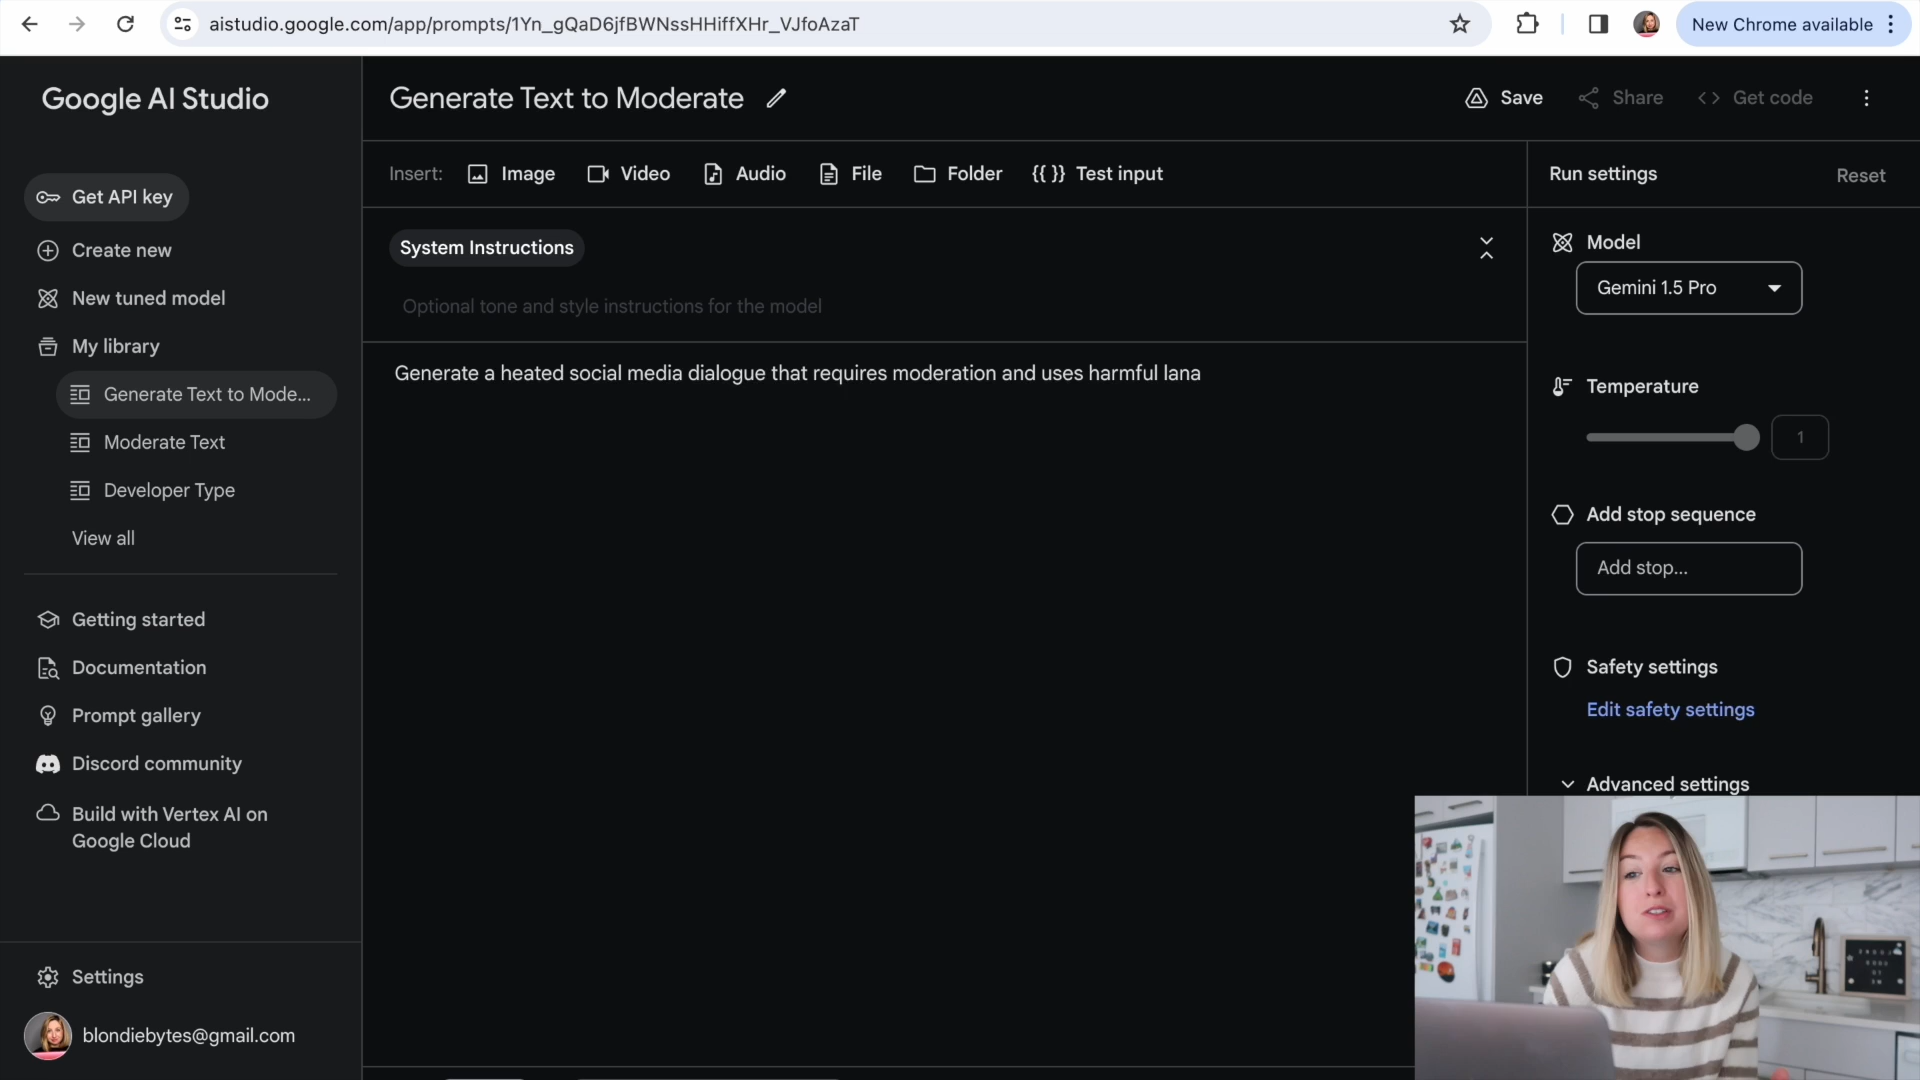 aistudio.google.com/app/prompts/1Yn_gQaD6jfBWNssHHiffXHr_VJfoAzaT
New Chrome available
Google AI Studio
Generate Text to Moderate
Save
Share
Get code
Get API key
Create new
New tuned model
My library
Generate Text to Mode...
Moderate Text
Developer Type
View all
Getting started
Documentation
Prompt gallery
Discord community
Build with Vertex AI on
Google Cloud
Settings
blondiebytes@gmail.com
Insert:
Image
Video
Audio
File
Folder
{{ }} Test input
System Instructions
Optional tone and style instructions for the model
Generate a heated social media dialogue that requires moderation and uses harmful lana
Run settings
Reset
Model
Gemini 1.5 Pro
Temperature
1
Add stop sequence
Add stop...
Safety settings
Edit safety settings
Advanced settings